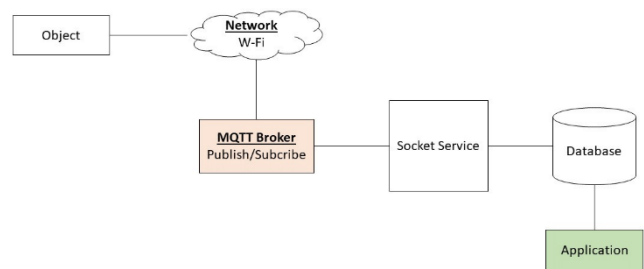 Object
Network
W-Fi
MQTT Broker
Publish/Subcribe
Socket Service
Database
Application